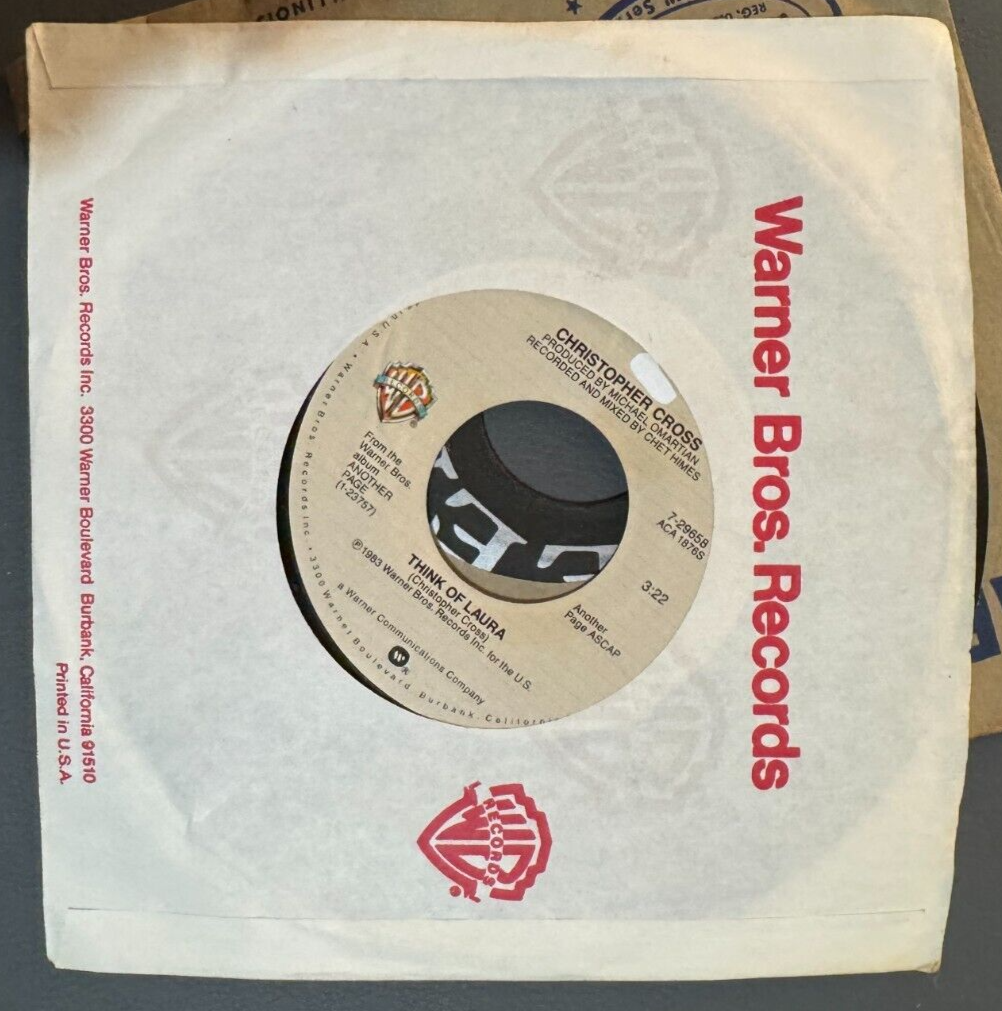 Warner Bros. Records
RECORDS
W
B
®
Warner Bros. Records Inc. 3300 Warner Boulevard Burbank, California 91510
Printed in U.S.A.
CHRISTOPHER CROSS
PRODUCED BY MICHAEL OMARTIAN
RECORDED AND MIXED BY CHET HIMES
RECORDS
From the
Warner Bros.
album
ANOTHER
PAGE
(1-23757)
7-29658
ACA 1876S
3:22
Another
Page ASCAP
THINK OF LAURA
(Christopher Cross)
℗1983 Warner Bros. Records Inc. for the U.S.
a Warner Communications Company
U.S.A. • Warner Bros. Records Inc. • 3300 Warner Boulevard, Burbank, California
ILLINOIS
REG. U.S.